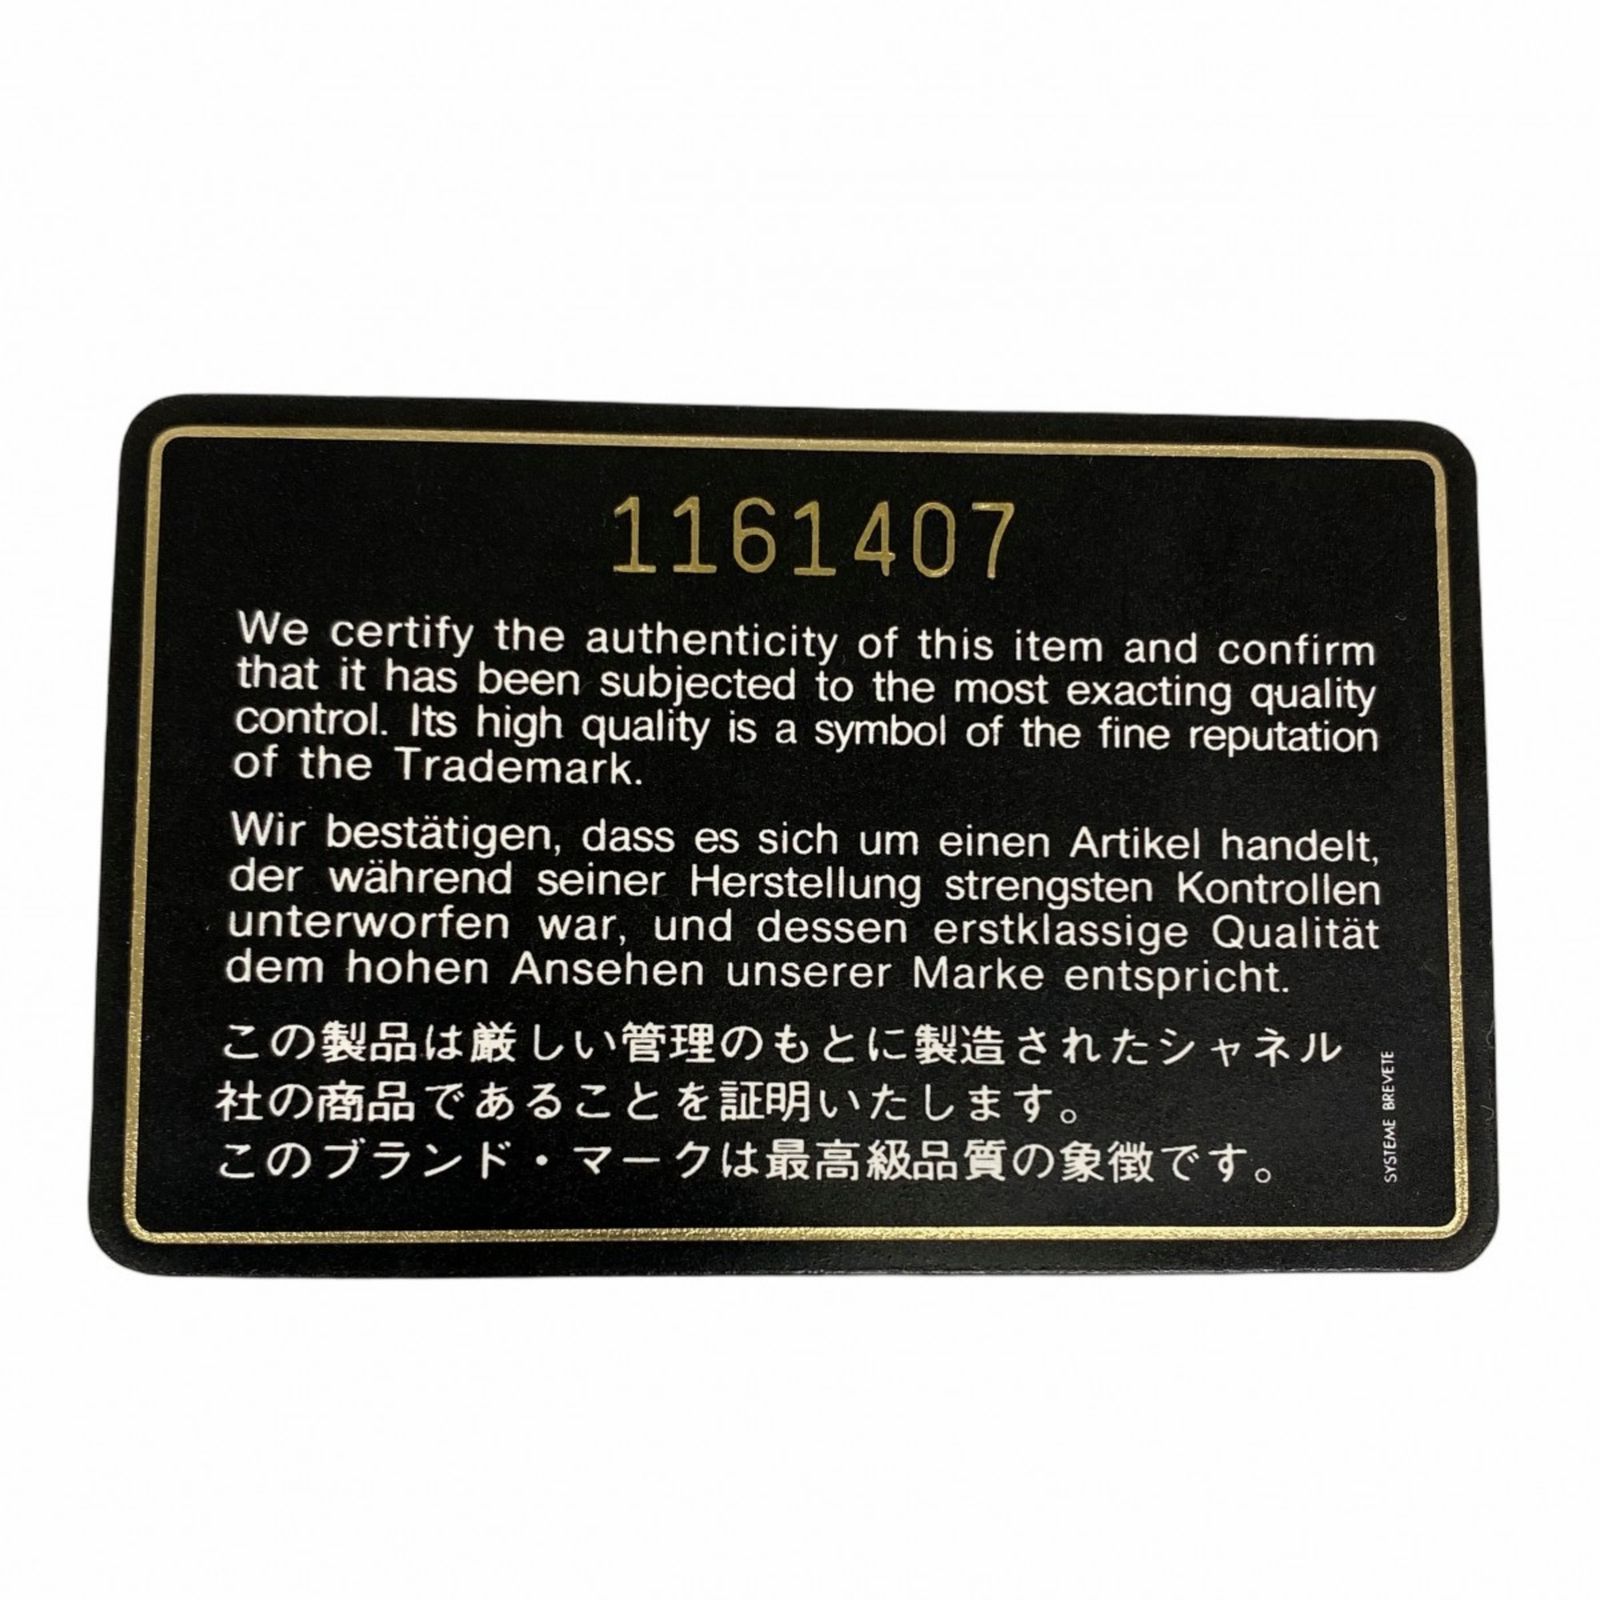 1161407
We certify the authenticity of this item and confirm
that it has been subjected to the most exacting quality
control. Its high quality is a symbol of the fine reputation
of the Trademark.
Wir bestätigen, dass es sich um einen Artikel handelt,
der während seiner Herstellung strengsten Kontrollen
unterworfen war, und dessen erstklassige Qualität
dem hohen Ansehen unserer Marke entspricht.
この製品は厳しい管理のもとに製造されたシャネル
社の商品であることを証明いたします。
このブランド・マークは最高級品質の象徴です。
SYSTEME BREVETE